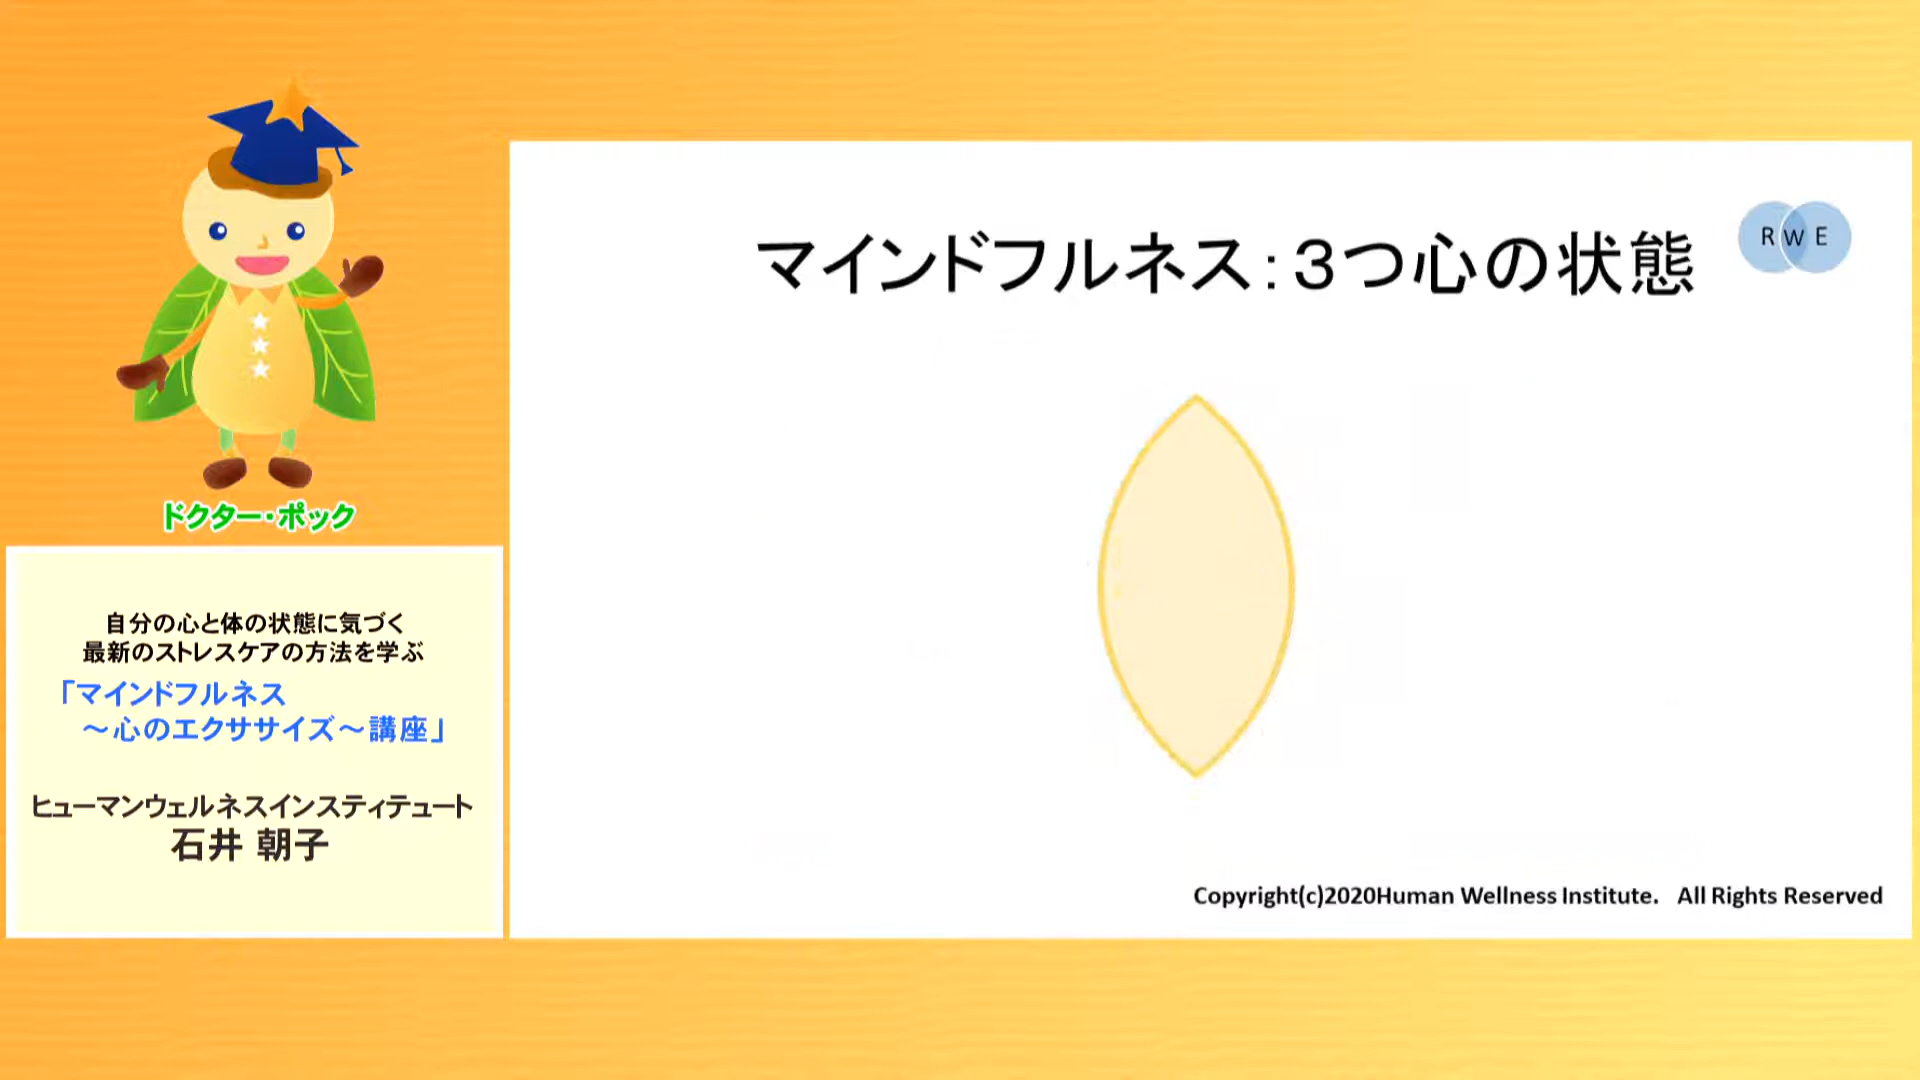 ドクター・ポック
自分の心と体の状態に気づく
最新のストレスケアの方法を学ぶ
「マインドフルネス
～心のエクササイズ～講座」
ヒューマンウェルネスインスティテュート
石井 朝子
マインドフルネス：３つ心の状態
R W E
Copyright(c)2020Human Wellness Institute. All Rights Reserved